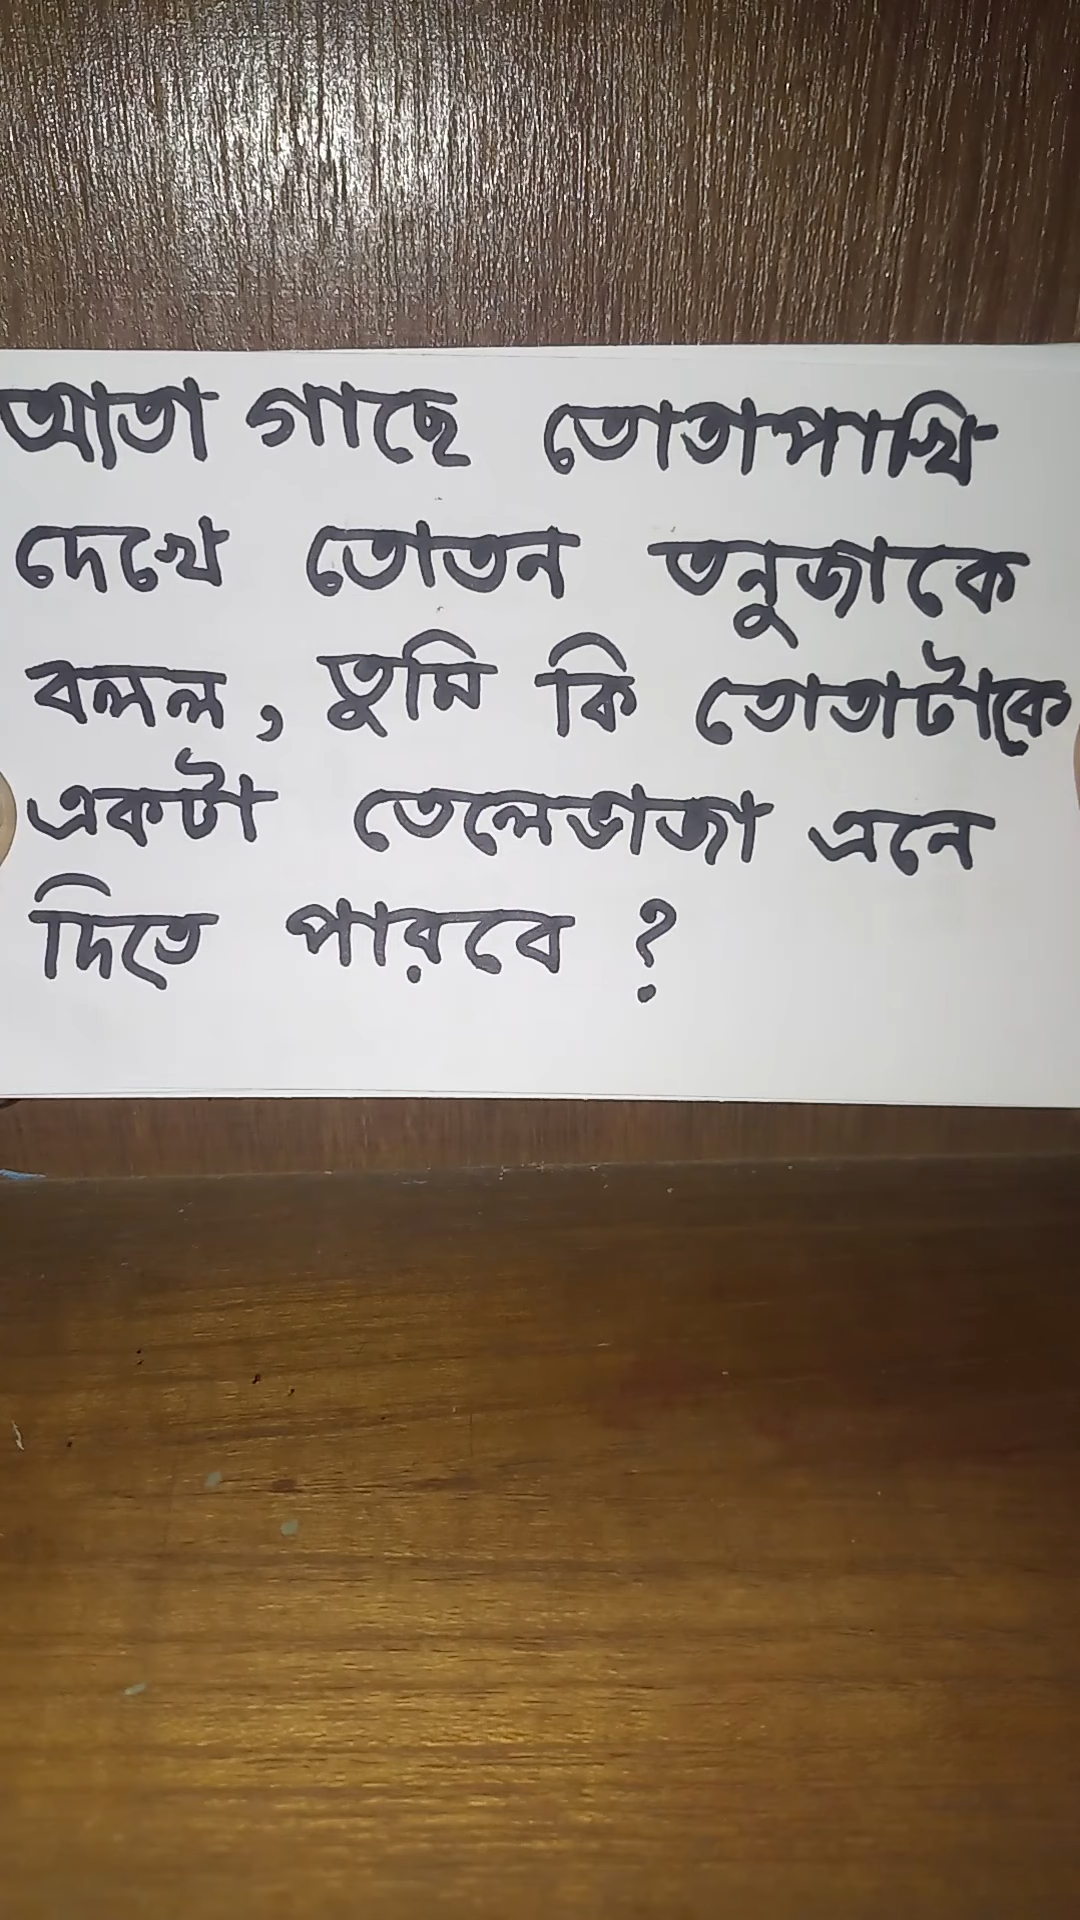 আতা গাছে তোতাপাখি
দেখে তোতন তনুজাকে
বলল, তুমি কি তোতাটাকে
একটা তেলেভাজা এনে
দিতে পারবে ?